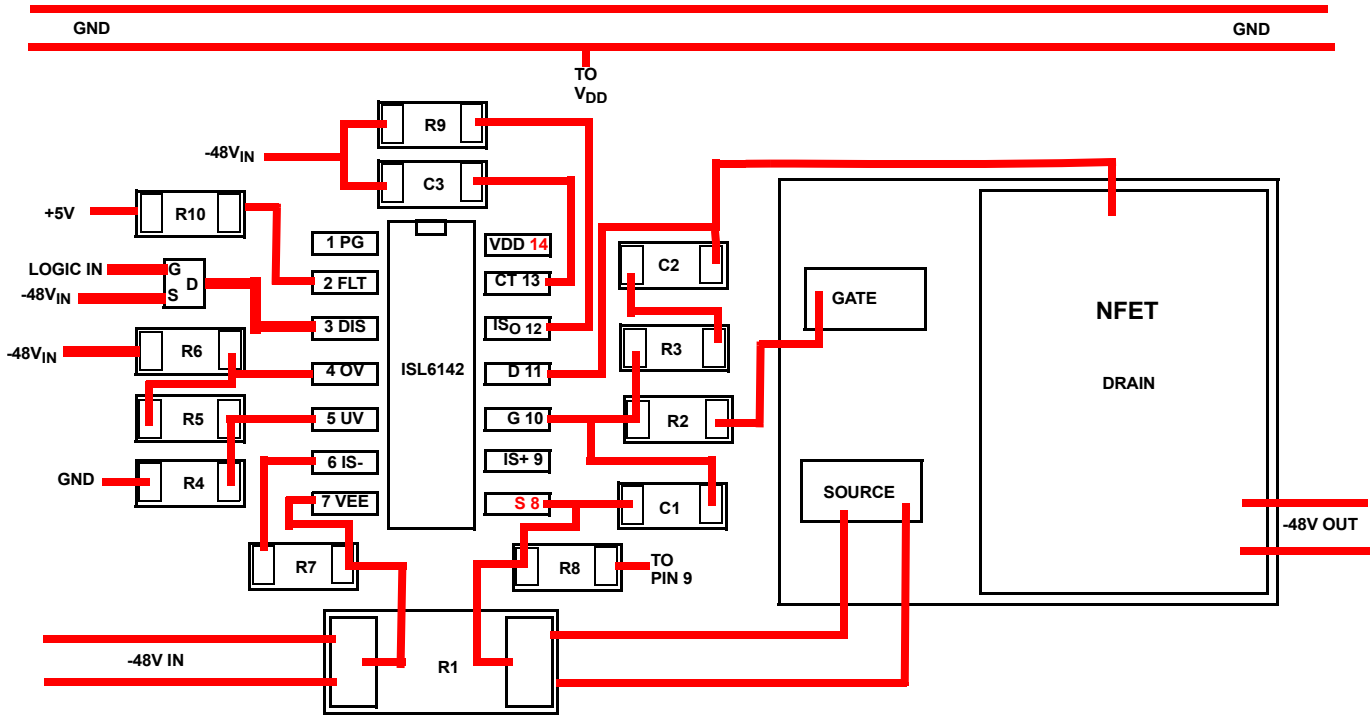 GND
GND
TO
VDD
R9
-48VIN
C3
+5V
R10
1 PG
VDD 14
C2
LOGIC IN
G
D
S
-48VIN
2 FLT
CT 13
GATE
NFET
3 DIS
ISO 12
-48VIN
R6
R3
4 OV
ISL6142
D 11
DRAIN
R5
5 UV
G 10
R2
6 IS-
IS+ 9
GND
R4
SOURCE
7 VEE
S 8
C1
-48V OUT
R7
R8
TO
PIN 9
-48V IN
R1